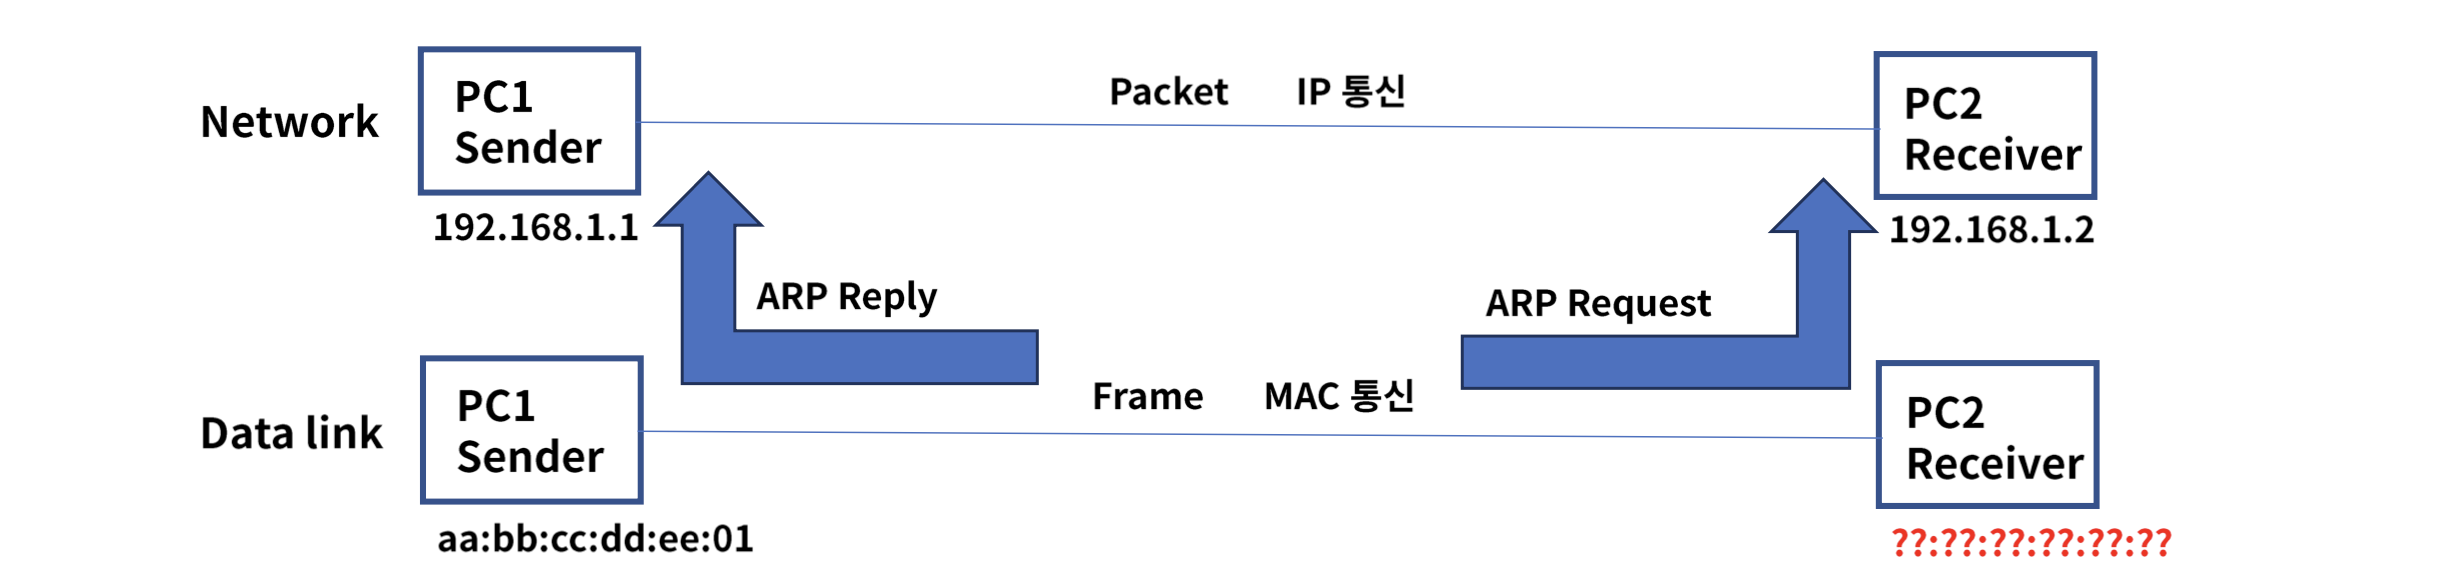 Network
PC1
Sender
192.168.1.1
Packet IP 통신
PC2
Receiver
192.168.1.2
ARP Reply
ARP Request
Data link
PC1
Sender
aa:bb:cc:dd:ee:01
Frame MAC 통신
PC2
Receiver
??:??:??:??:??:??